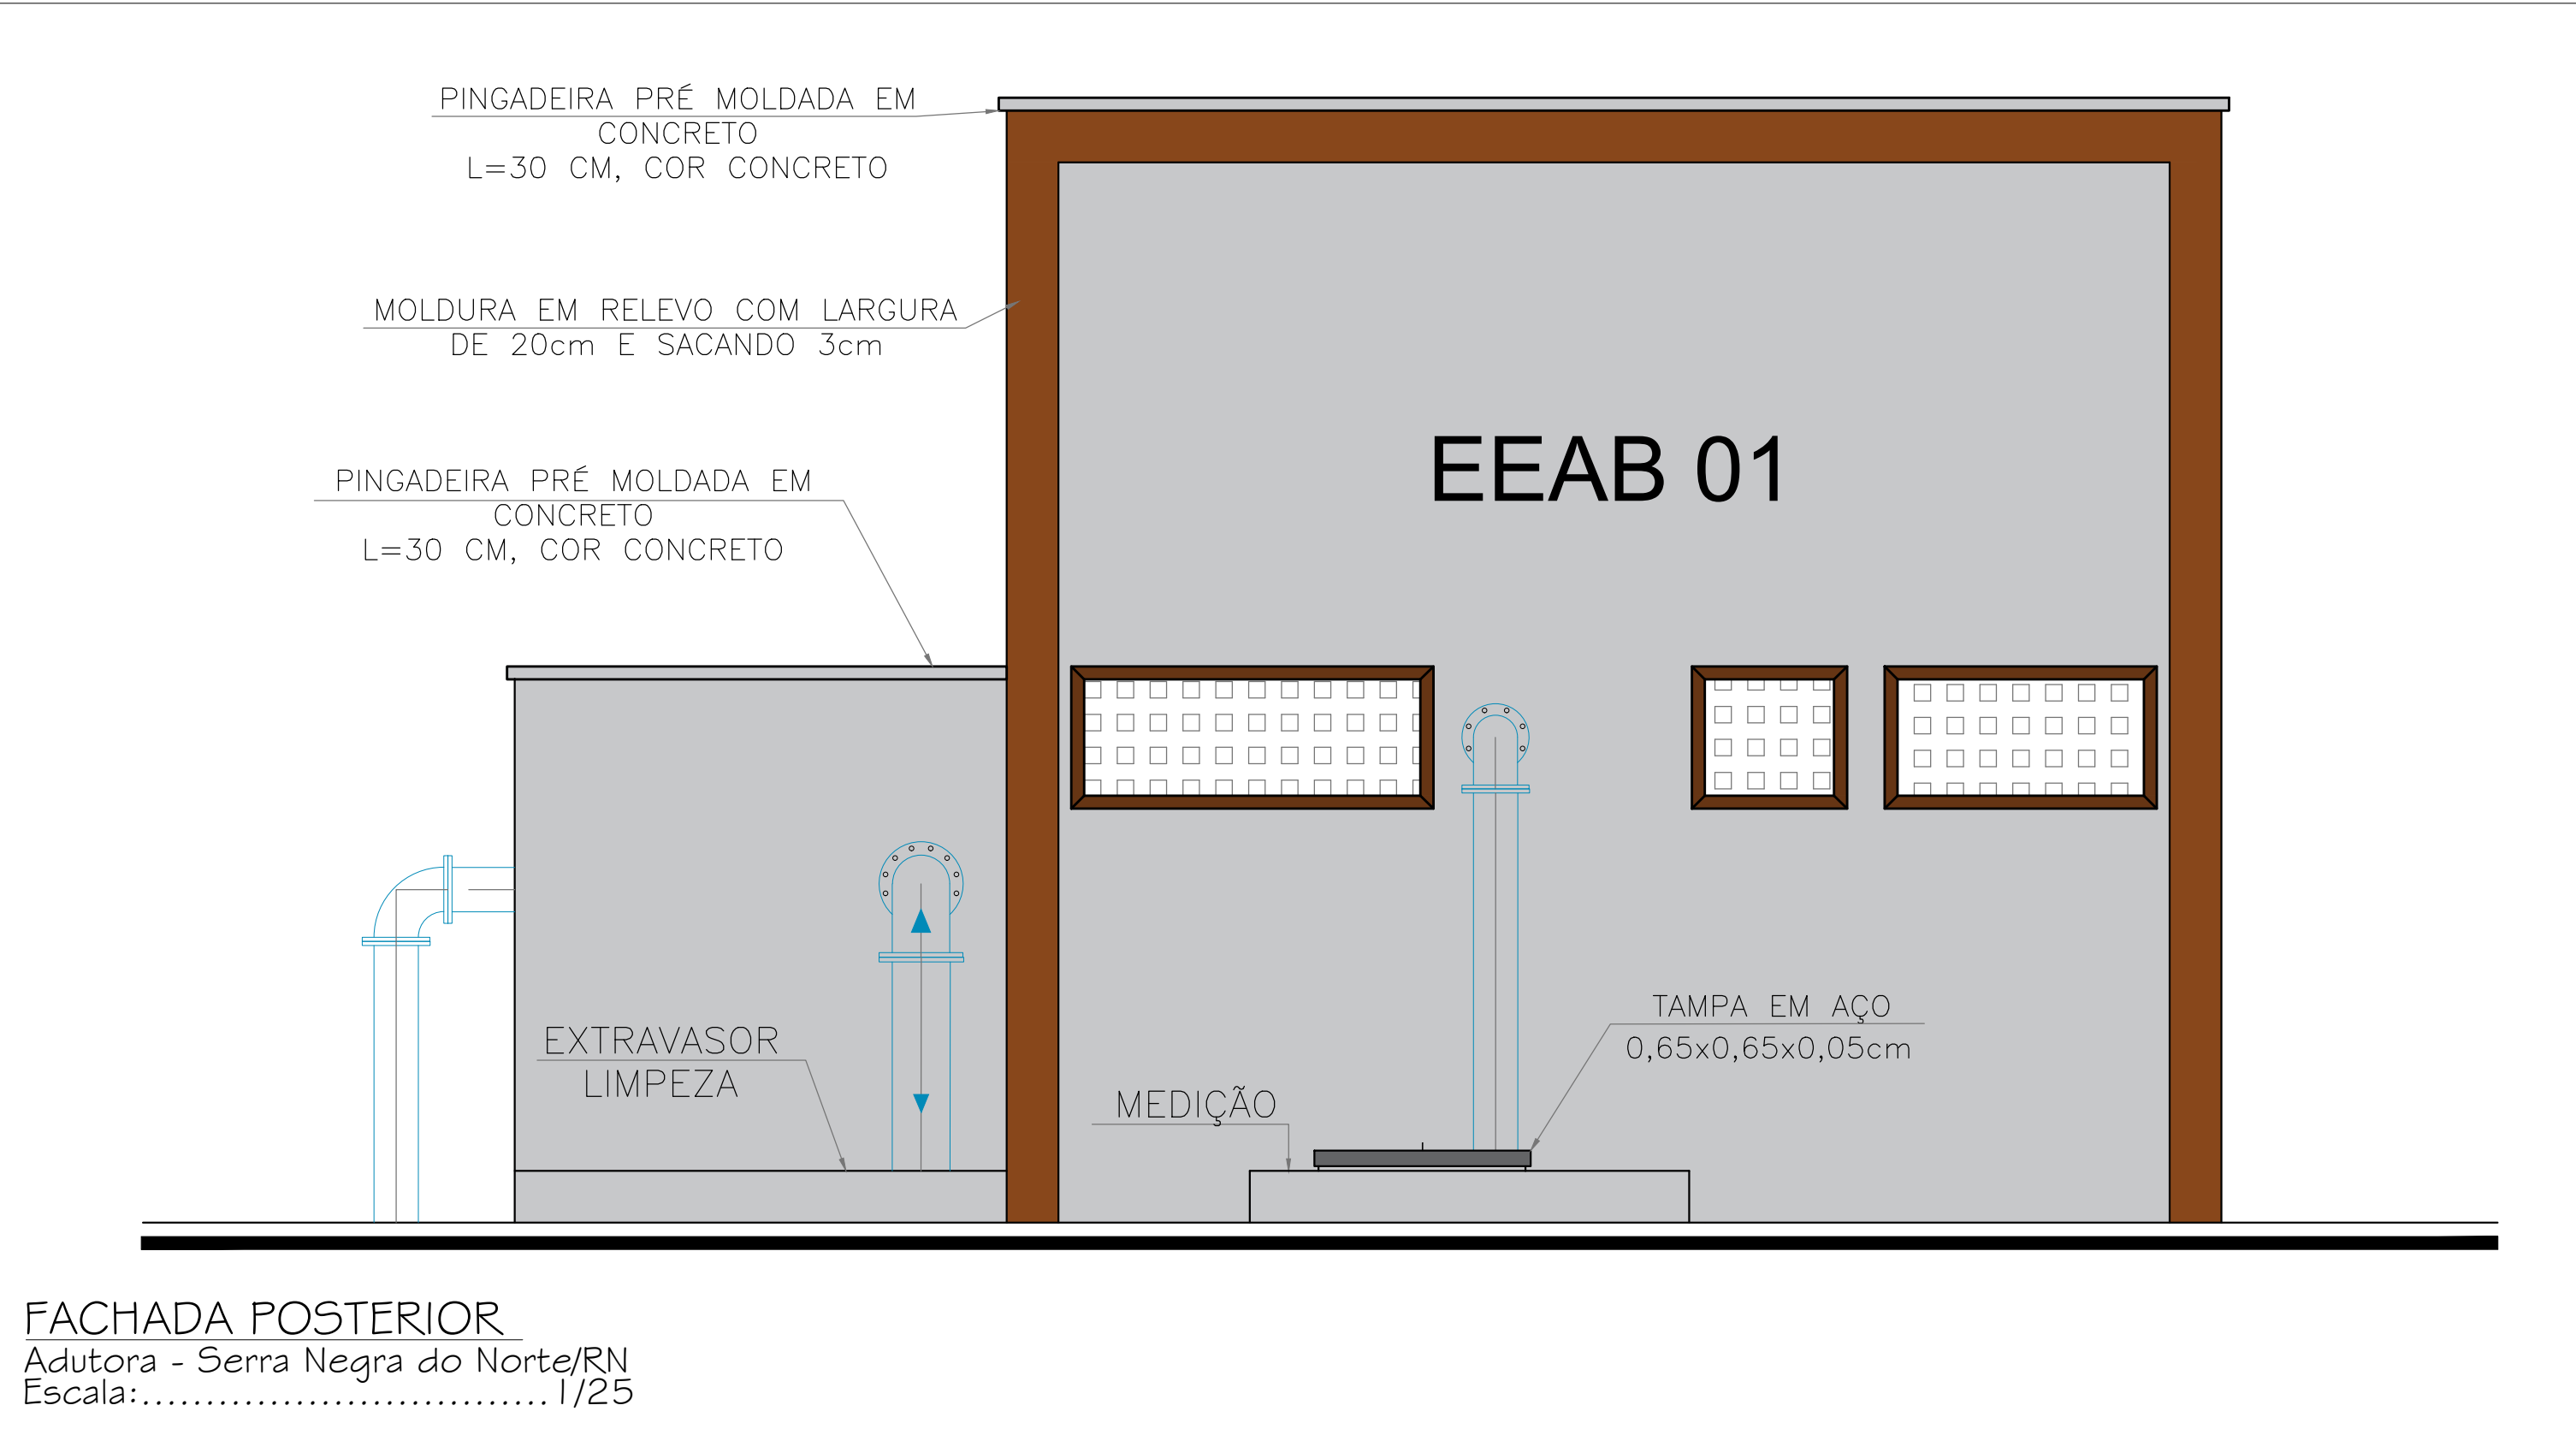 PINGADEIRA PRÉ MOLDADA EM
CONCRETO
L=30 CM, COR CONCRETO
MOLDURA EM RELEVO COM LARGURA
DE 20cm E SACANDO 3cm
EEAB 01
PINGADEIRA PRÉ MOLDADA EM
CONCRETO
L=30 CM, COR CONCRETO
TAMPA EM AÇO
0,65x0,65x0,05cm
EXTRAVASOR
LIMPEZA
MEDIÇÃO
FACHADA POSTERIOR
Adutora - Serra Negra do Norte/RN
Escala:................................1/25